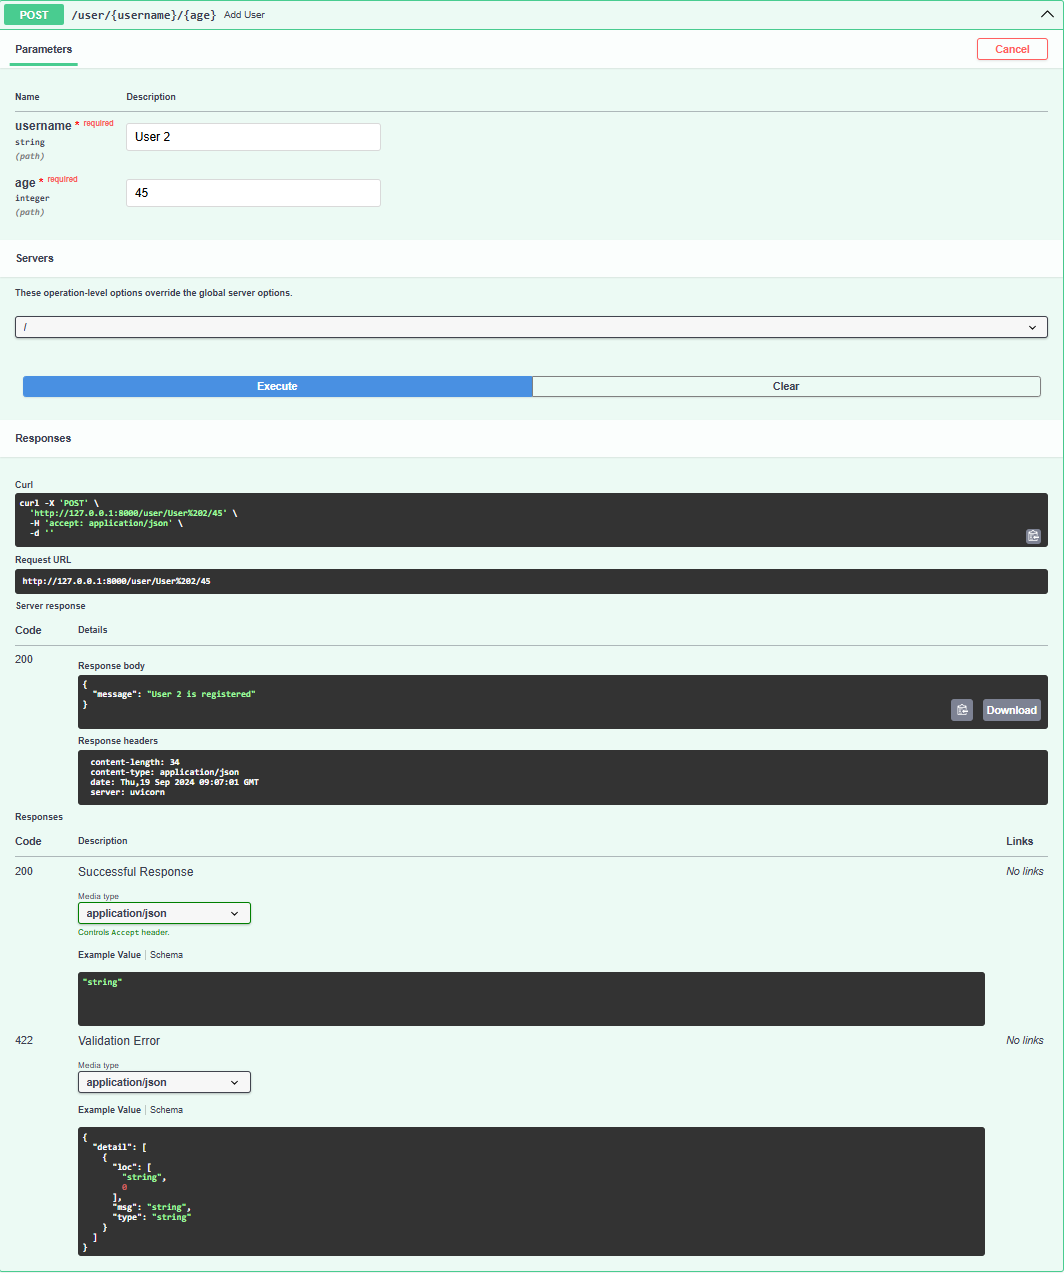 POST /user/{username}/{age} Add User
Parameters Cancel
Name Description
username * required
string
(path)
User 2
age * required
integer
(path)
45
Servers
These operation-level options override the global server options.
/
Execute Clear
Responses
Curl
curl -X 'POST' \
'http://127.0.0.1:8000/user/User%202/45' \
-H 'accept: application/json' \
-d ''
Request URL
http://127.0.0.1:8000/user/User%202/45
Server response
Code Details
200
Response body
{
"message": "User 2 is registered"
}
Download
Response headers
content-length: 34
content-type: application/json
date: Thu,19 Sep 2024 09:07:01 GMT
server: uvicorn
Responses
Code Description Links
200 Successful Response No links
Media type
application/json
Controls Accept header.
Example Value | Schema
"string"
422 Validation Error No links
Media type
application/json
Example Value | Schema
{
"detail": [
{
"loc": [
"string",
0
],
"msg": "string",
"type": "string"
}
]
}